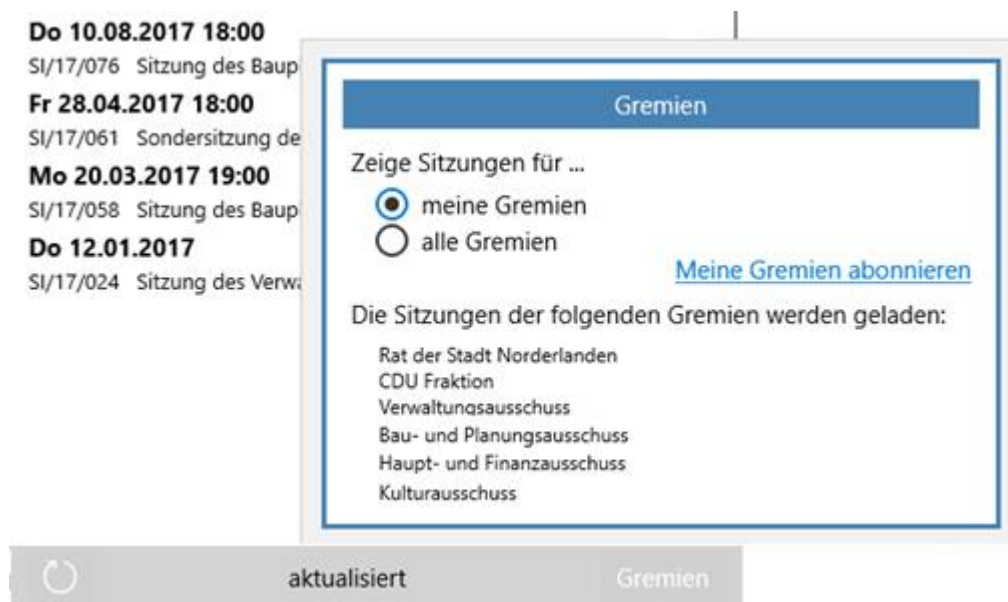 Do 10.08.2017 18:00
SI/17/076 Sitzung des Baup
Fr 28.04.2017 18:00
SI/17/061 Sondersitzung de
Mo 20.03.2017 19:00
SI/17/058 Sitzung des Baup
Do 12.01.2017
SI/17/024 Sitzung des Verwa
Gremien
Zeige Sitzungen für ...
meine Gremien
alle Gremien
Meine Gremien abonnieren
Die Sitzungen der folgenden Gremien werden geladen:
Rat der Stadt Norderlanden
CDU Fraktion
Verwaltungsausschuss
Bau- und Planungsausschuss
Haupt- und Finanzausschuss
Kulturausschuss
aktualisiert Gremien